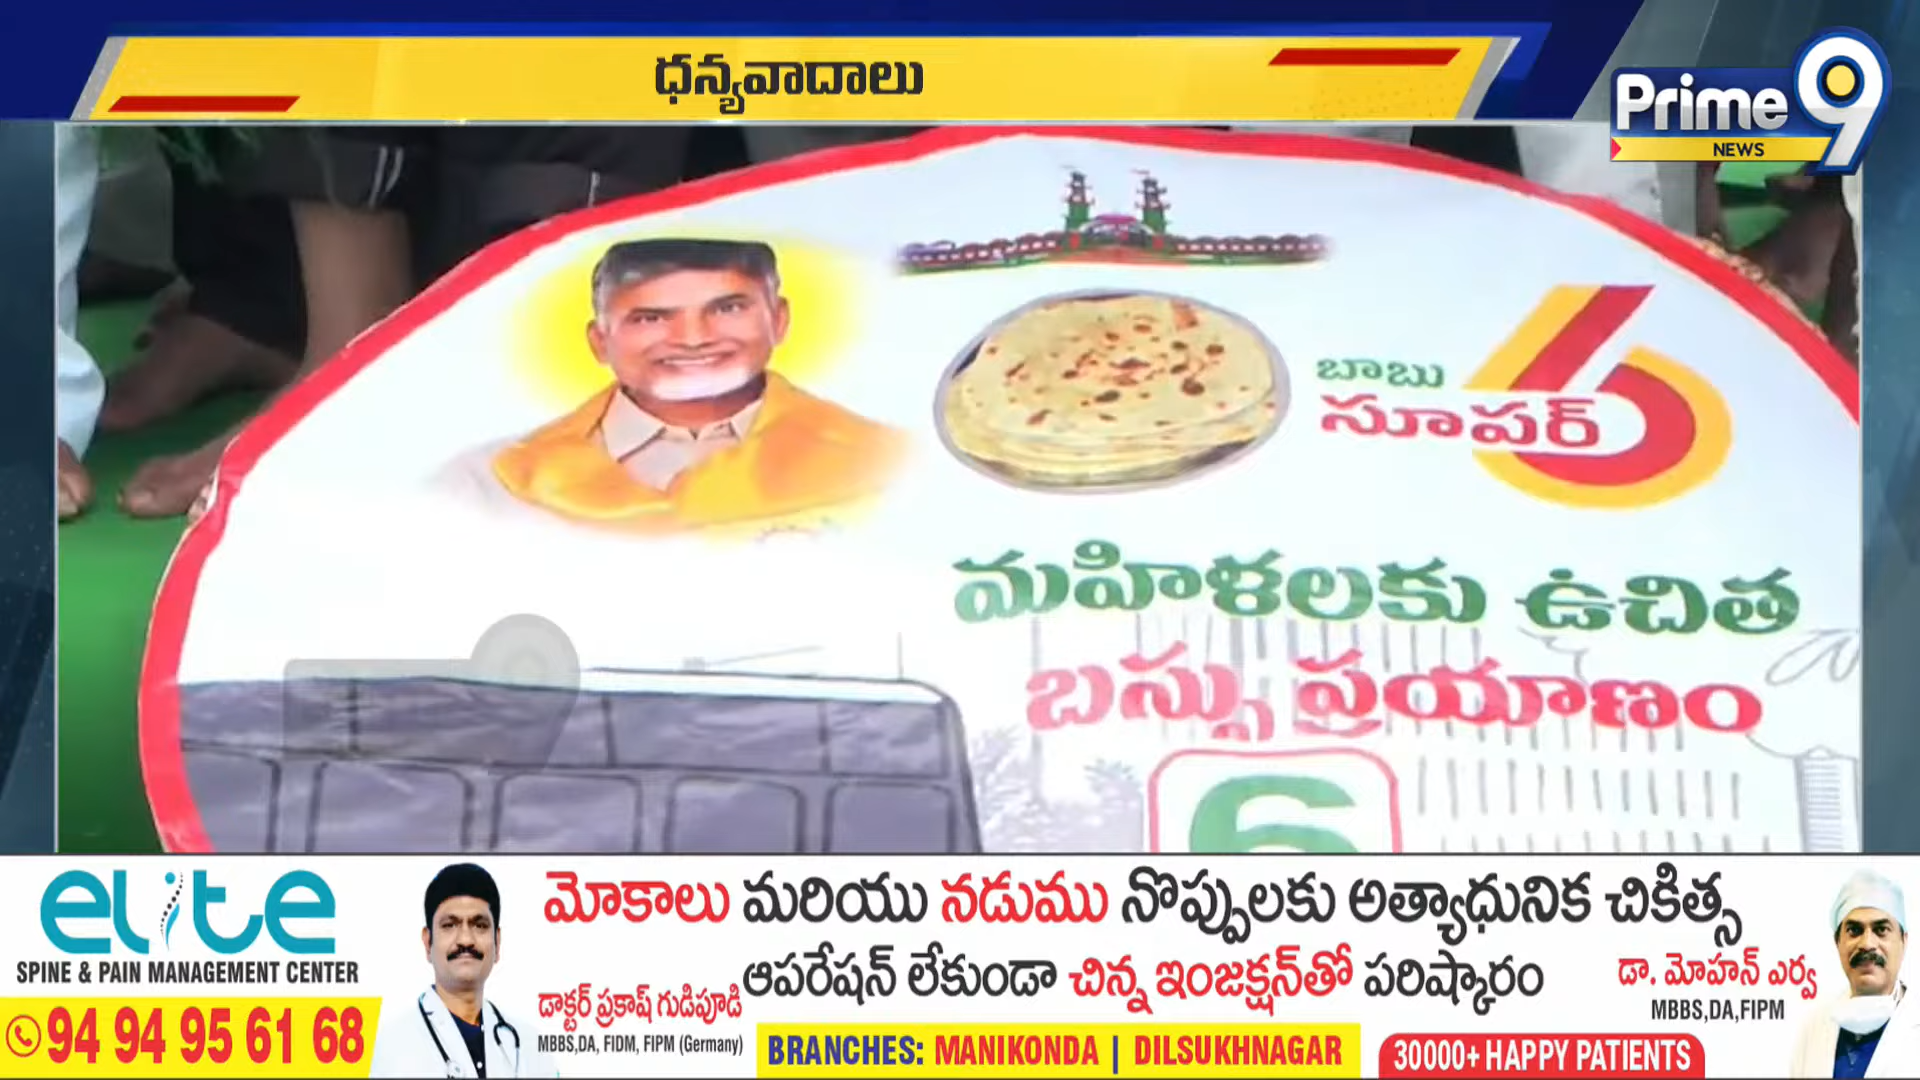 ధన్యవాదాలు
Prime9
NEWS
బాబు
సూపర్ 6
మహిళలకు ఉచిత
బస్సు ప్రయాణం
6
elite
SPINE & PAIN MANAGEMENT CENTER
94 94 95 61 68
మోకాలు మరియు నడుము నొప్పులకు అత్యాధునిక చికిత్స
ఆపరేషన్ లేకుండా చిన్న ఇంజక్షన్‌తో పరిష్కారం
డాక్టర్ ప్రకాష్ గుడిపూడి
MBBS,DA, FIDM, FIPM (Germany)
డా. మోహన్ ఎర్వ
MBBS,DA,FIPM
BRANCHES: MANIKONDA | DILSUKHNAGAR
30000+ HAPPY PATIENTS